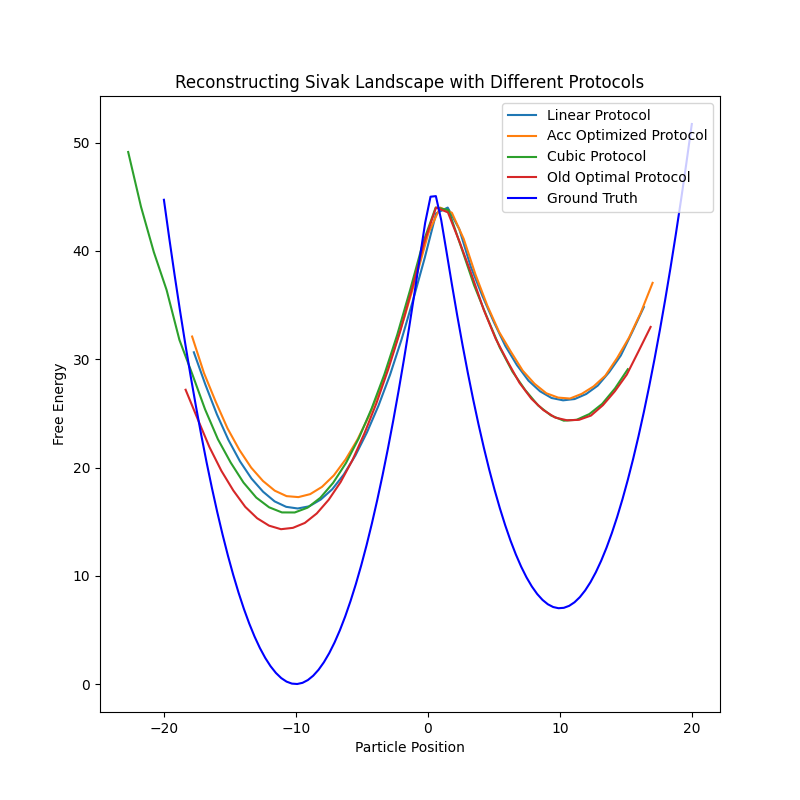 Reconstructing Sivak Landscape with Different Protocols
Linear Protocol
Acc Optimized Protocol
Cubic Protocol
Old Optimal Protocol
Ground Truth
50
40
30
20
10
0
Free Energy
−20
−10
0
10
20
Particle Position